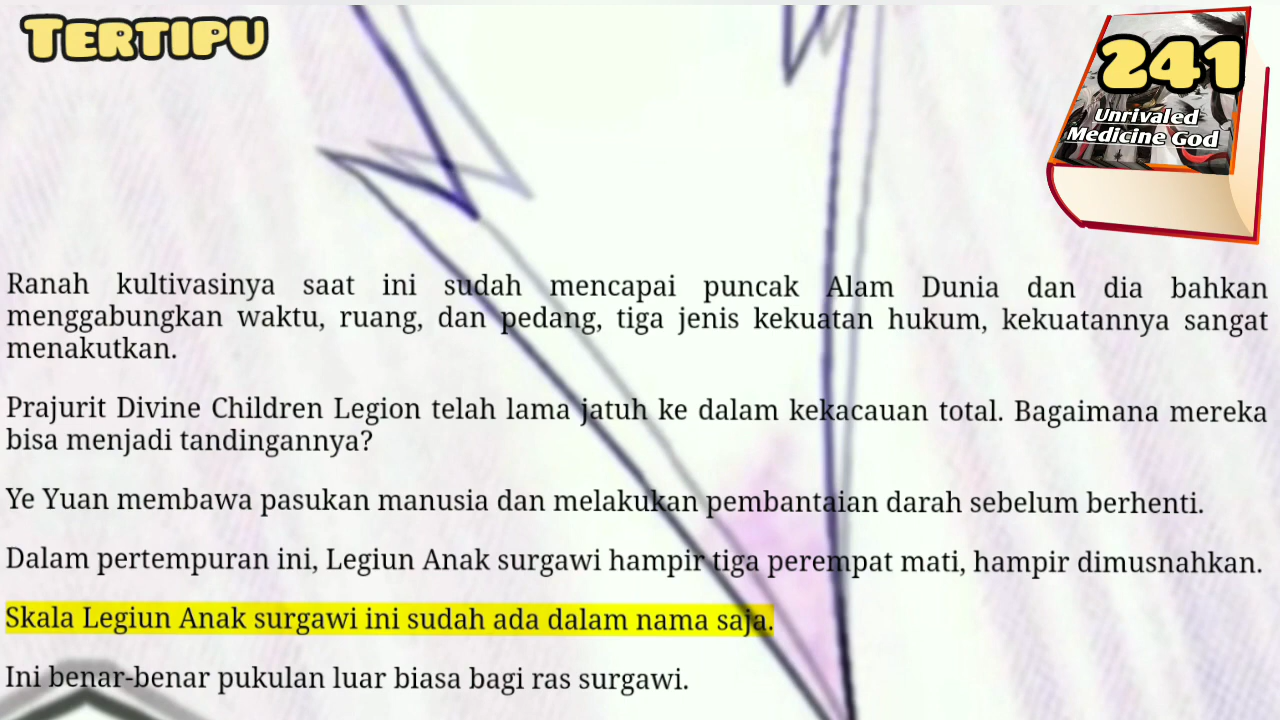 TERTIPU
241
Unrivaled
Medicine God
Ranah kultivasinya saat ini sudah mencapai puncak Alam Dunia dan dia bahkan
menggabungkan waktu, ruang, dan pedang, tiga jenis kekuatan hukum, kekuatannya sangat
menakutkan.
Prajurit Divine Children Legion telah lama jatuh ke dalam kekacauan total. Bagaimana mereka
bisa menjadi tandingannya?
Ye Yuan membawa pasukan manusia dan melakukan pembantaian darah sebelum berhenti.
Dalam pertempuran ini, Legiun Anak surgawi hampir tiga perempat mati, hampir dimusnahkan.
Skala Legiun Anak surgawi ini sudah ada dalam nama saja.
Ini benar-benar pukulan luar biasa bagi ras surgawi.